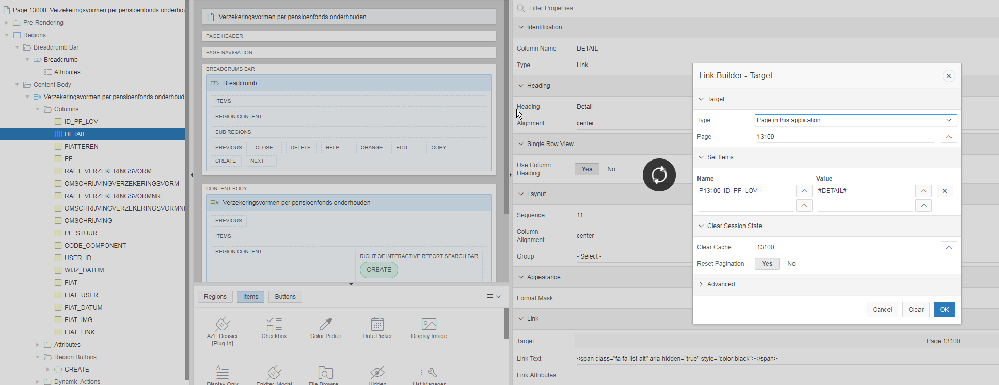 Page 13000: Verzekeringsvormen per pensioenfonds onderhou
Pre-Rendering
Regions
Breadcrumb Bar
Breadcrumb
Attributes
Content Body
Verzekeringsvormen per pensioenfonds onderhoude
Columns
ID_PF_LOV
DETAIL
FIATTEREN
PF
RAET_VERZEKERINGSVORM
OMSCHRIJVINGVERZEKERINGSVORM
RAET_VERZEKERINGSVORMNR
OMSCHRIJVINGVERZEKERINGSVORMNR
OMSCHRIJVING
PF_STUUR
CODE_COMPONENT
USER_ID
WIJZ_DATUM
FIAT
FIAT_USER
FIAT_DATUM
FIAT_IMG
FIAT_LINK
Attributes
Region Buttons
CREATE
Dynamic Actions
Verzekeringsvormen per pensioenfonds onderhouden
PAGE HEADER
PAGE NAVIGATION
BREADCRUMB BAR
Breadcrumb
ITEMS
REGION CONTENT
SUB REGIONS
PREVIOUS CLOSE DELETE HELP CHANGE EDIT COPY
CREATE NEXT
CONTENT BODY
Verzekeringsvormen per pensioenfonds onderhouden
PREVIOUS
ITEMS
REGION CONTENT
RIGHT OF INTERACTIVE REPORT SEARCH BAR
CREATE
Regions Items Buttons
AZL Dossier [Plug-In]
Checkbox
Color Picker
Date Picker
Display Image
Display Only
Enkitec Modal
File Browse
Hidden
List Manager
Filter Properties
Identification
Column Name DETAIL
Type Link
Heading
Heading Detail
Alignment center
Single Row View
Use Column Heading Yes No
Layout
Sequence 11
Column Alignment center
Group - Select -
Appearance
Format Mask
Link
Target Page 13100
Link Text <span class="fa fa-list-alt" aria-hidden="true" style="color:black"></span>
Link Attributes
Link Builder - Target
Target
Type Page in this application
Page 13100
Set Items
Name Value
P13100_ID_PF_LOV #DETAIL#
Clear Session State
Clear Cache 13100
Reset Pagination Yes No
Advanced
Cancel Clear OK